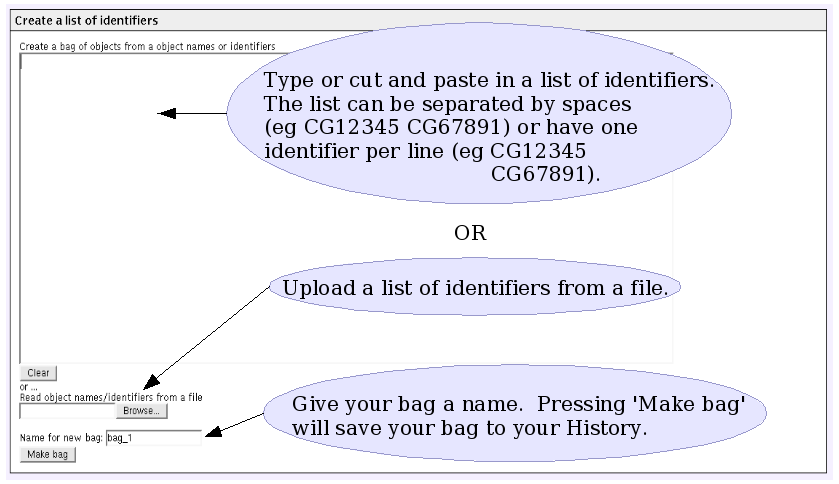 Create a list of identifiers
Create a bag of objects from a object names or identifiers
Type or cut and paste in a list of identifiers.
The list can be separated by spaces
(eg CG12345 CG67891) or have one
identifier per line (eg CG12345
CG67891).
OR
Upload a list of identifiers from a file.
Clear
or ...
Read object names/identifiers from a file
Browse...
Give your bag a name.  Pressing 'Make bag'
will save your bag to your History.
Name for new bag: bag_1
Make bag